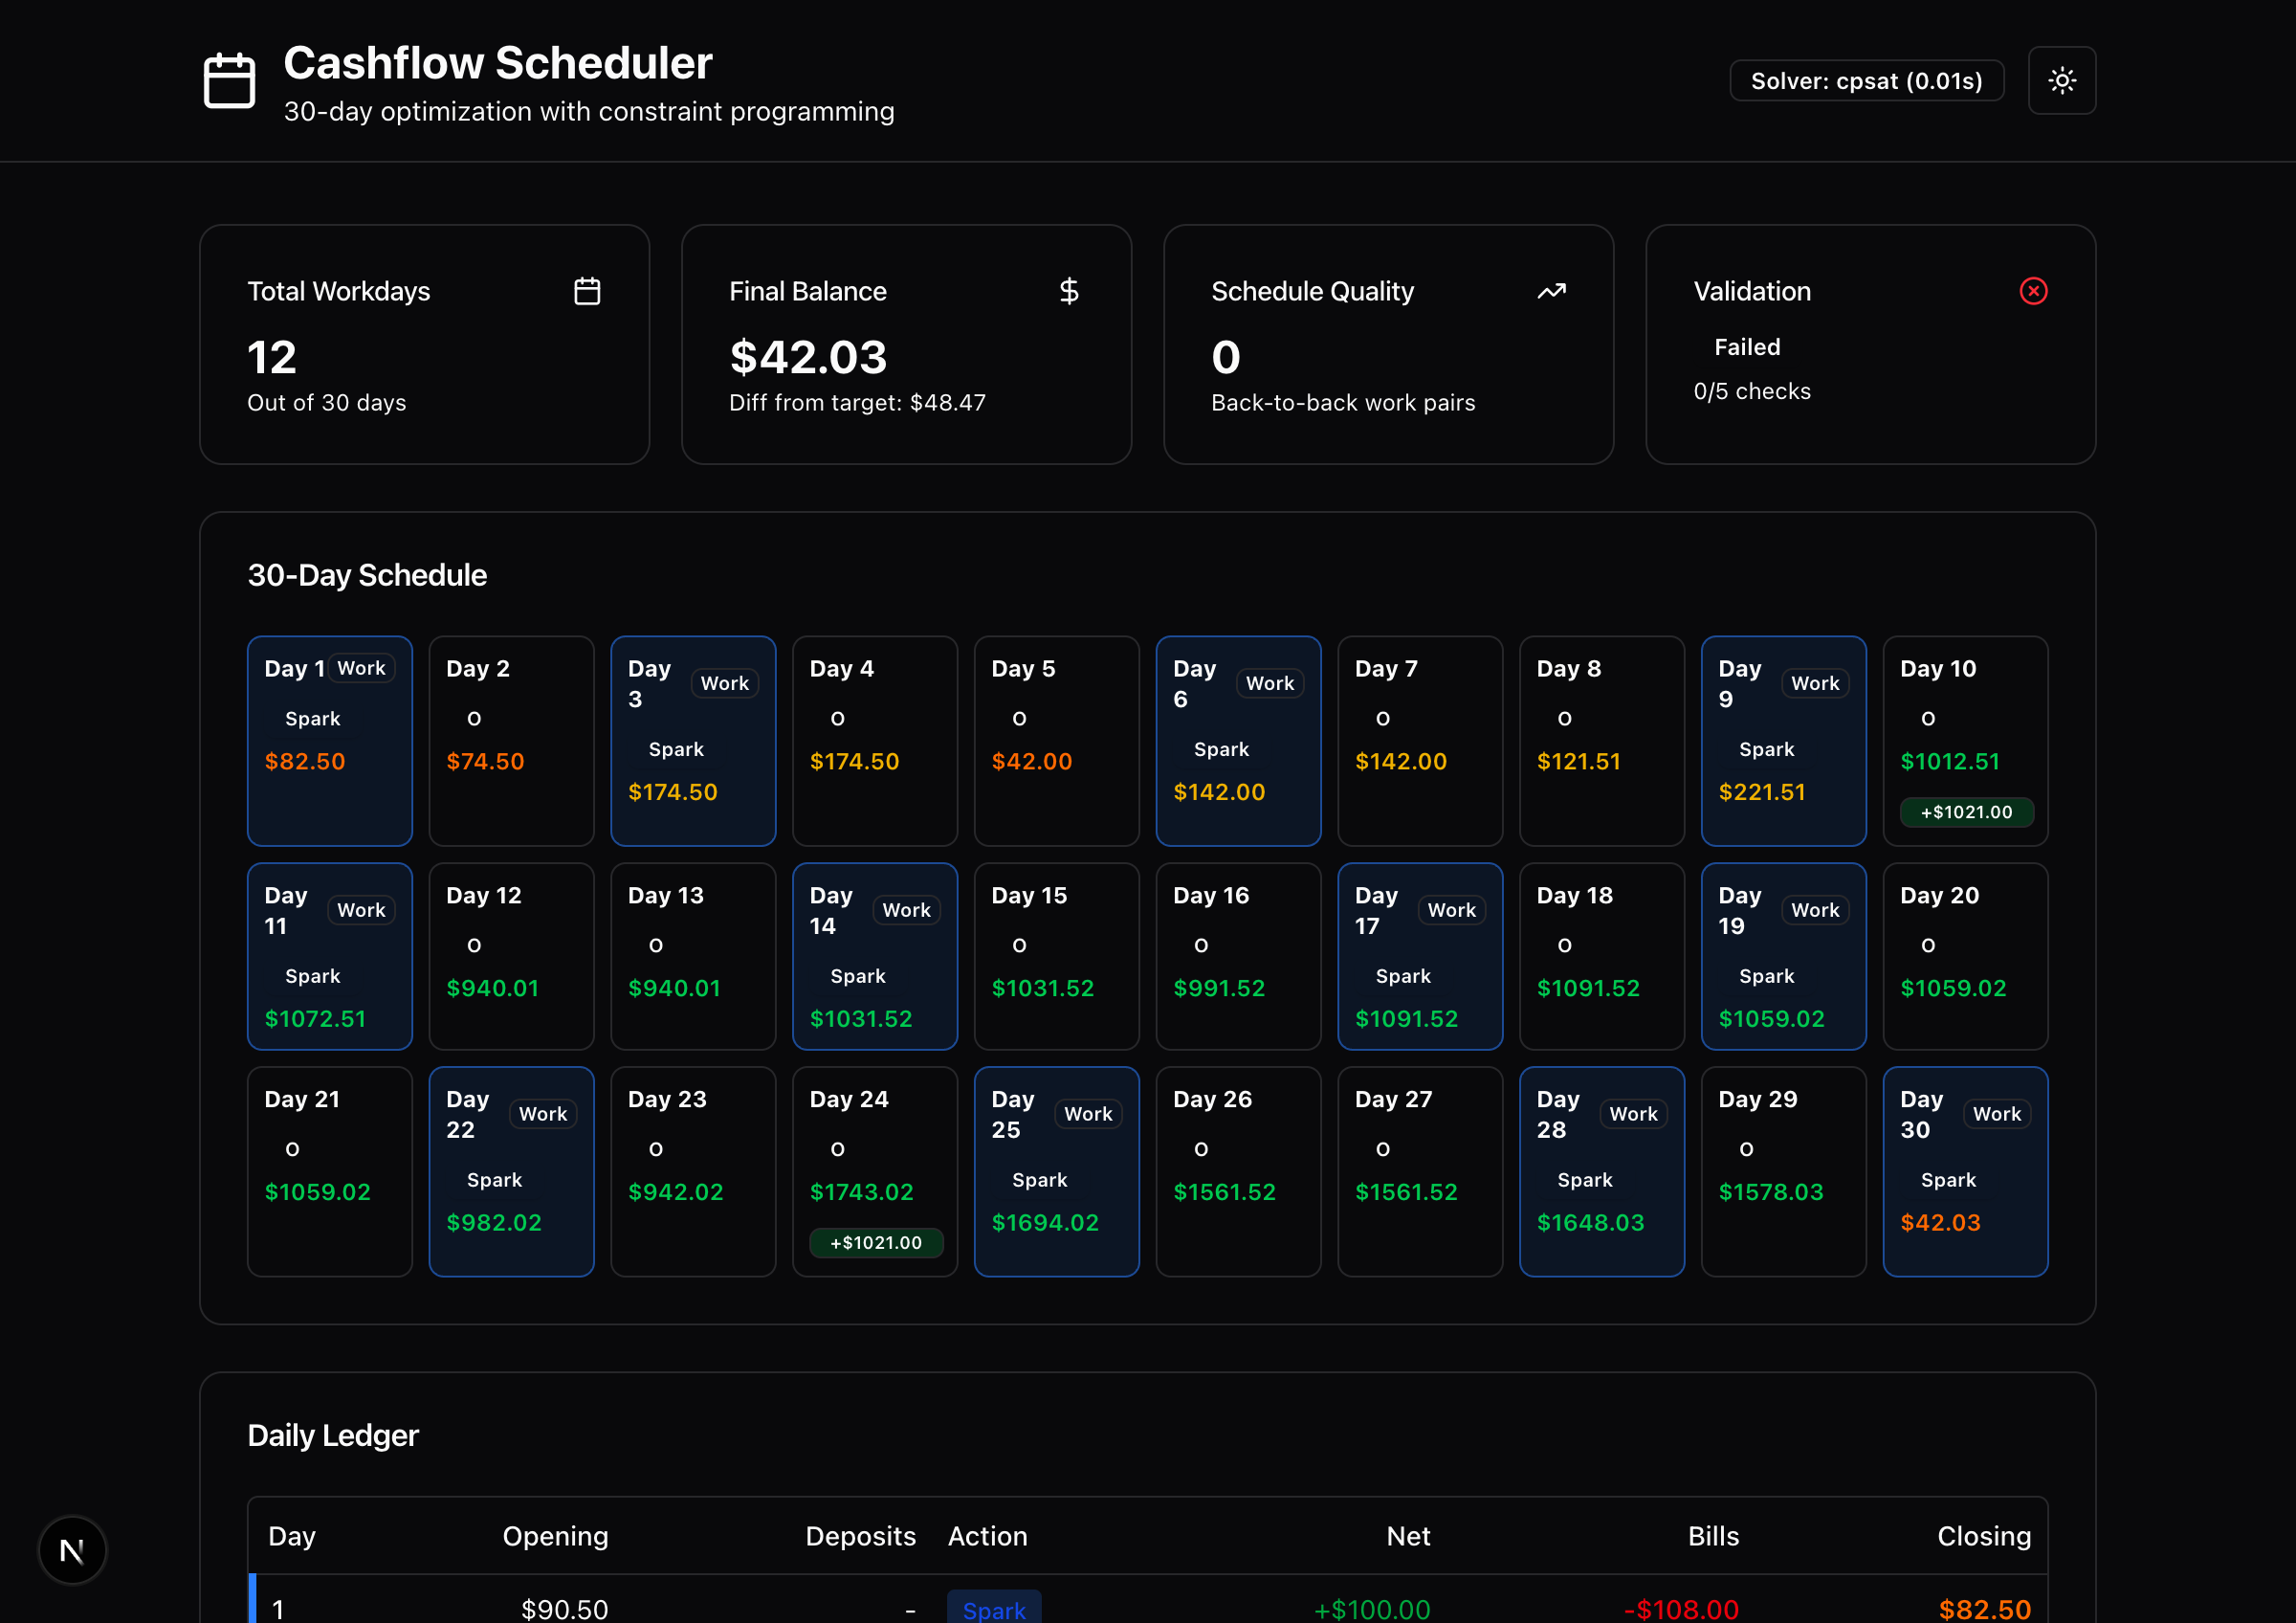 Cashflow Scheduler
30-day optimization with constraint programming
Solver: cpsat (0.01s)
Total Workdays
12
Out of 30 days
Final Balance
$42.03
Diff from target: $48.47
Schedule Quality
0
Back-to-back work pairs
Validation
Failed
0/5 checks
30-Day Schedule
Day 1 Work
Spark
$82.50
Day 2
O
$74.50
Day
3
Work
Spark
$174.50
Day 4
O
$174.50
Day 5
O
$42.00
Day
6
Work
Spark
$142.00
Day 7
O
$142.00
Day 8
O
$121.51
Day
9
Work
Spark
$221.51
Day 10
O
$1012.51
+$1021.00
Day
11
Work
Spark
$1072.51
Day 12
O
$940.01
Day 13
O
$940.01
Day
14
Work
Spark
$1031.52
Day 15
O
$1031.52
Day 16
O
$991.52
Day
17
Work
Spark
$1091.52
Day 18
O
$1091.52
Day
19
Work
Spark
$1059.02
Day 20
O
$1059.02
Day 21
O
$1059.02
Day
22
Work
Spark
$982.02
Day 23
O
$942.02
Day 24
O
$1743.02
+$1021.00
Day
25
Work
Spark
$1694.02
Day 26
O
$1561.52
Day 27
O
$1561.52
Day
28
Work
Spark
$1648.03
Day 29
O
$1578.03
Day
30
Work
Spark
$42.03
Daily Ledger
Day Opening Deposits Action Net Bills Closing
1 $90.50 - Spark +$100.00 -$108.00 $82.50
N